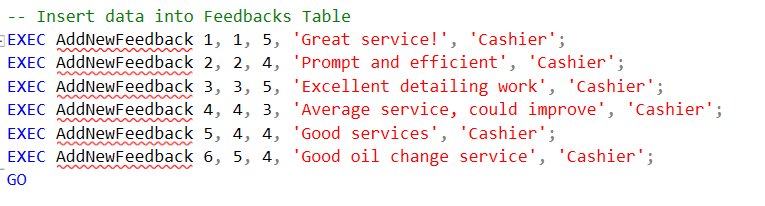 -- Insert data into Feedbacks Table
EXEC AddNewFeedback 1, 1, 5, 'Great service!', 'Cashier';
EXEC AddNewFeedback 2, 2, 4, 'Prompt and efficient', 'Cashier';
EXEC AddNewFeedback 3, 3, 5, 'Excellent detailing work', 'Cashier';
EXEC AddNewFeedback 4, 4, 3, 'Average service, could improve', 'Cashier';
EXEC AddNewFeedback 5, 4, 4, 'Good services', 'Cashier';
EXEC AddNewFeedback 6, 5, 4, 'Good oil change service', 'Cashier';
GO